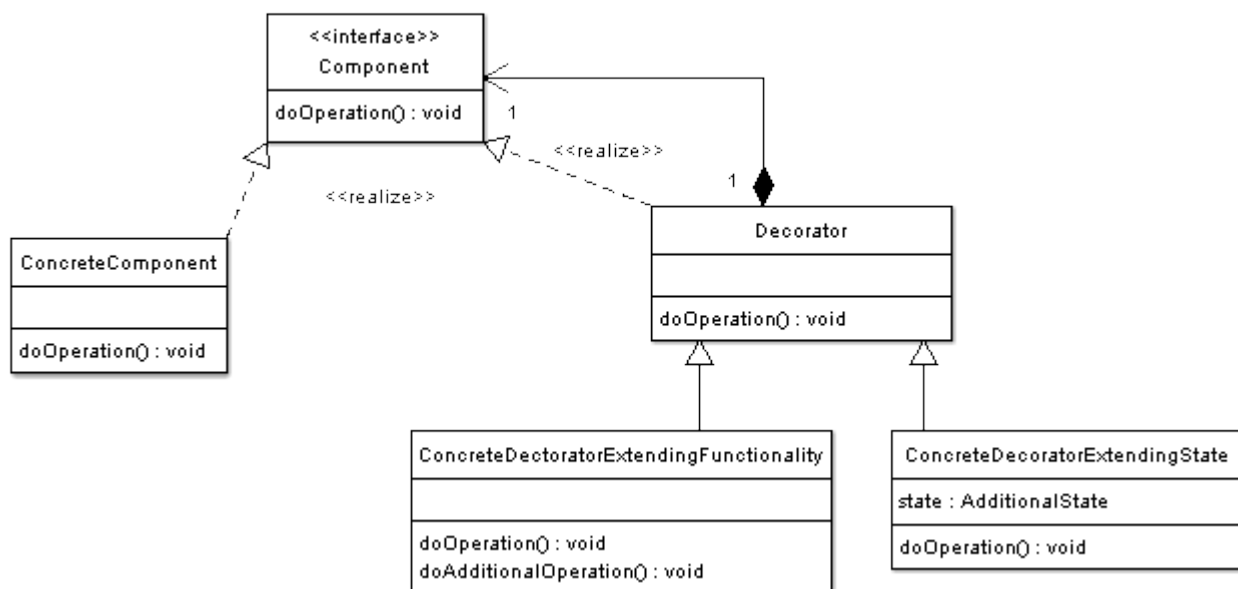 <<interface>>
Component
doOperation() : void
1
<<realize>>
1
<<realize>>
Decorator
doOperation() : void
ConcreteComponent
doOperation() : void
ConcreteDectoratorExtendingFunctionality
doOperation() : void
doAdditionalOperation() : void
ConcreteDecoratorExtendingState
state : AdditionalState
doOperation() : void